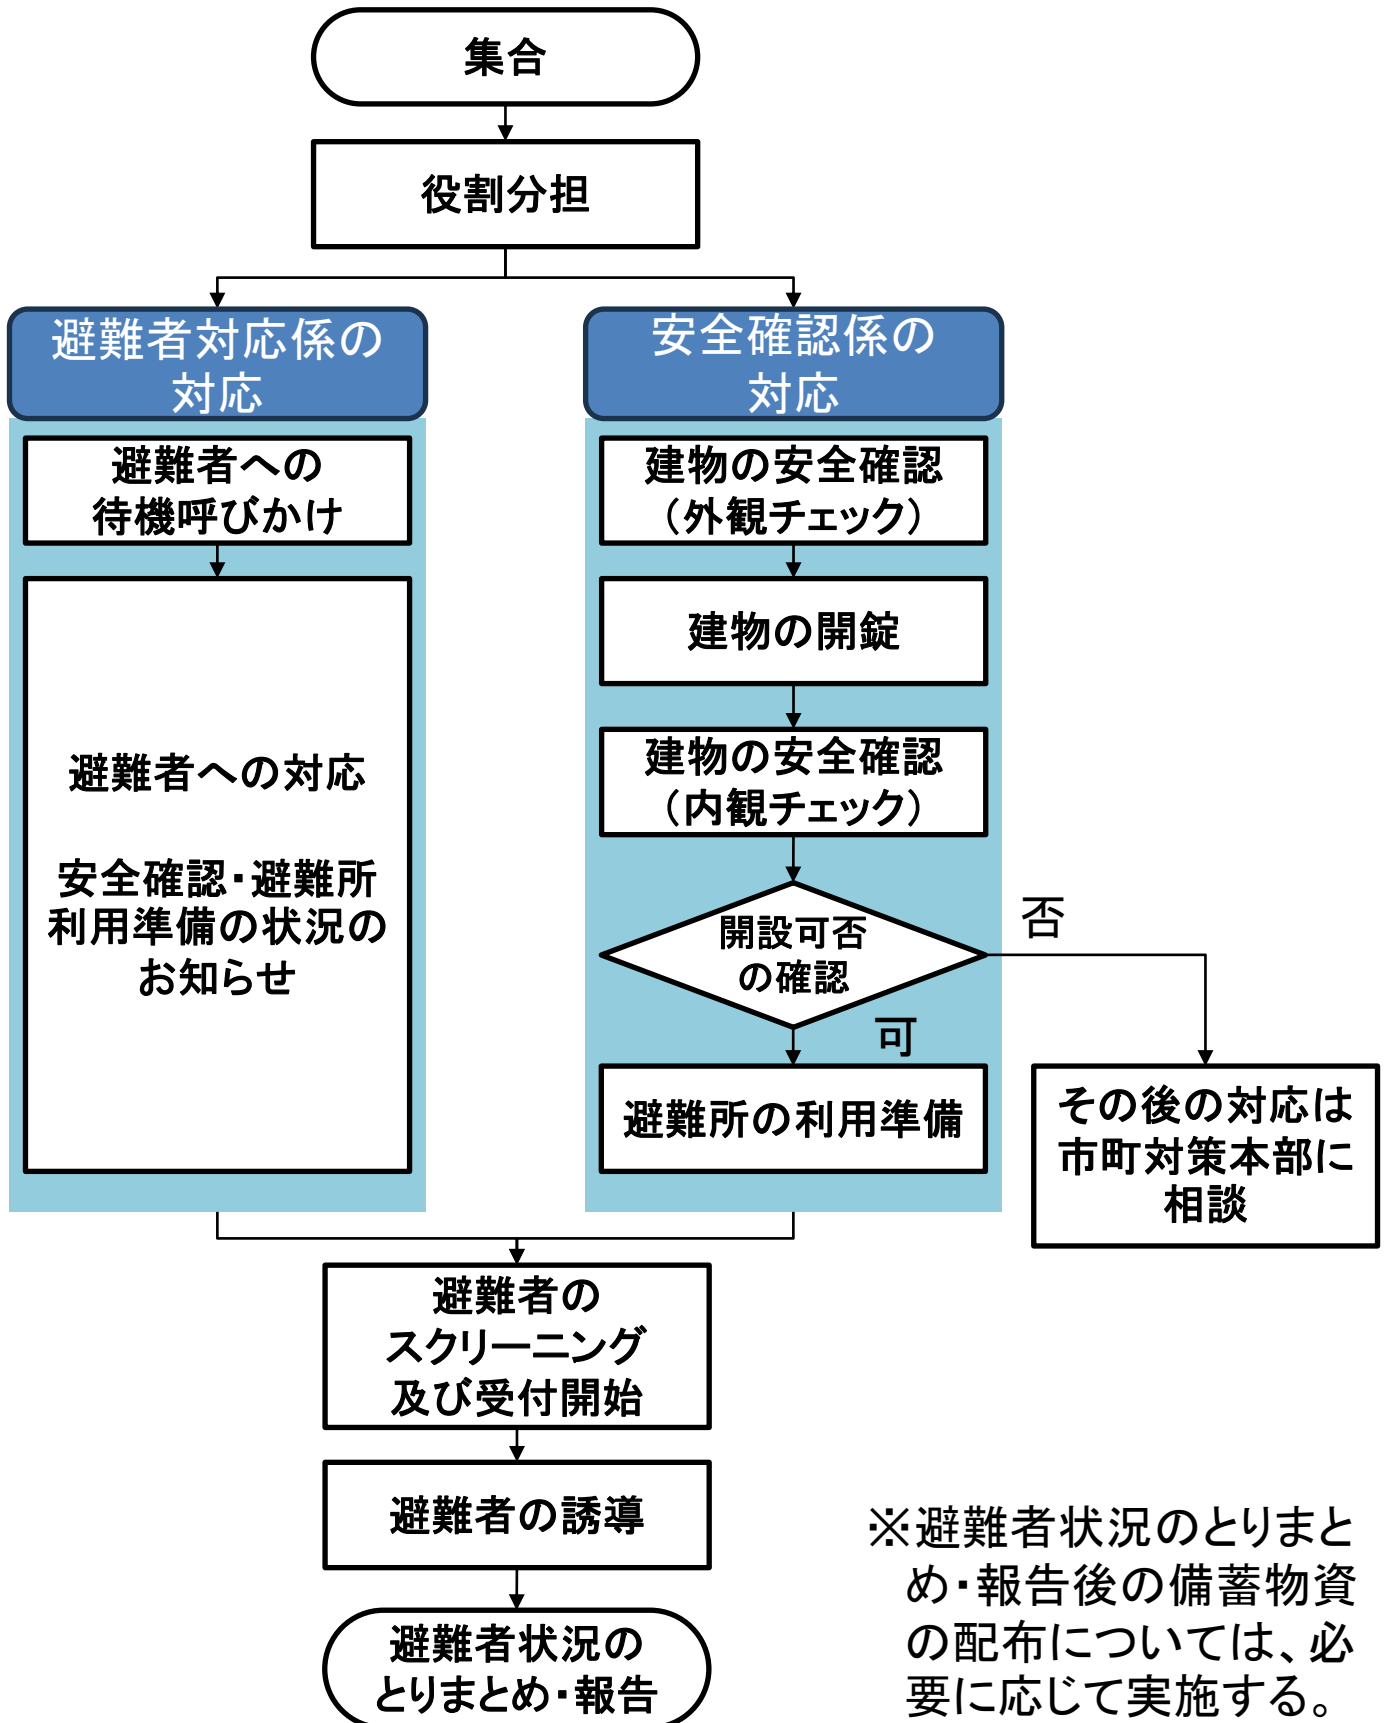 集合
役割分担
避難者対応係の
対応
避難者への
待機呼びかけ
避難者への対応
安全確認・避難所
利用準備の状況の
お知らせ
安全確認係の
対応
建物の安全確認
（外観チェック）
建物の開錠
建物の安全確認
（内観チェック）
開設可否
の確認
否
可
避難所の利用準備
その後の対応は
市町対策本部に
相談
避難者の
スクリーニング
及び受付開始
避難者の誘導
避難者状況の
とりまとめ・報告
※避難者状況のとりまと
め・報告後の備蓄物資
の配布については、必
要に応じて実施する。